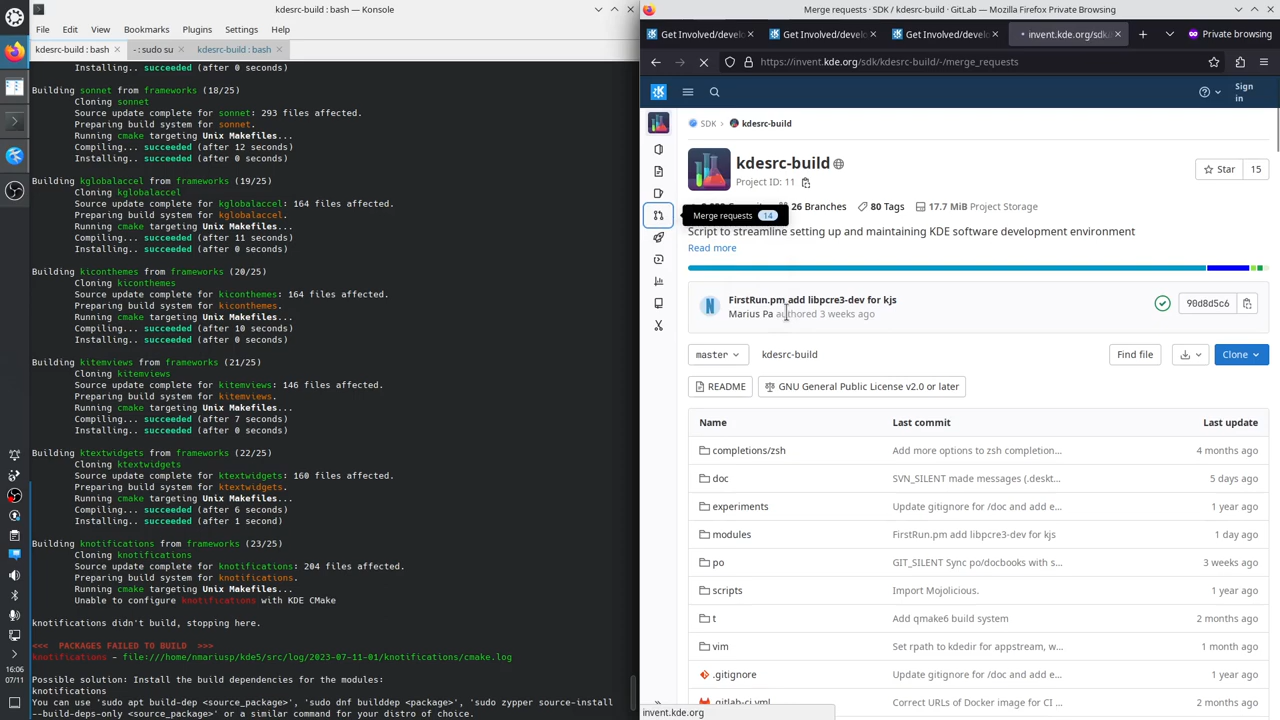 kdesrc-build : bash — Konsole
File Edit View Bookmarks Plugins Settings Help
kdesrc-build : bash
- : sudo su
kdesrc-build : bash
Installing.. succeeded (after 0 seconds)
Building sonnet from frameworks (18/25)
Cloning sonnet
Source update complete for sonnet: 293 files affected.
Preparing build system for sonnet.
Running cmake targeting Unix Makefiles...
Compiling... succeeded (after 12 seconds)
Installing.. succeeded (after 0 seconds)
Building kglobalaccel from frameworks (19/25)
Cloning kglobalaccel
Source update complete for kglobalaccel: 164 files affected.
Preparing build system for kglobalaccel.
Running cmake targeting Unix Makefiles...
Compiling... succeeded (after 11 seconds)
Installing.. succeeded (after 0 seconds)
Building kiconthemes from frameworks (20/25)
Cloning kiconthemes
Source update complete for kiconthemes: 164 files affected.
Preparing build system for kiconthemes.
Running cmake targeting Unix Makefiles...
Compiling... succeeded (after 10 seconds)
Installing.. succeeded (after 0 seconds)
Building kitemviews from frameworks (21/25)
Cloning kitemviews
Source update complete for kitemviews: 146 files affected.
Preparing build system for kitemviews.
Running cmake targeting Unix Makefiles...
Compiling... succeeded (after 7 seconds)
Installing.. succeeded (after 0 seconds)
Building ktextwidgets from frameworks (22/25)
Cloning ktextwidgets
Source update complete for ktextwidgets: 160 files affected.
Preparing build system for ktextwidgets.
Running cmake targeting Unix Makefiles...
Compiling... succeeded (after 6 seconds)
Installing.. succeeded (after 1 second)
Building knotifications from frameworks (23/25)
Cloning knotifications
Source update complete for knotifications: 204 files affected.
Preparing build system for knotifications.
Running cmake targeting Unix Makefiles...
Unable to configure knotifications with KDE CMake
knotifications didn't build, stopping here.
<<< PACKAGES FAILED TO BUILD >>>
knotifications - file:///home/nmariusp/kde5/src/log/2023-07-11-01/knotifications/cmake.log
Possible solution: Install the build dependencies for the modules:
knotifications
You can use 'sudo apt build-dep <source_package>', 'sudo dnf builddep <package>', 'sudo zypper source-install
--build-deps-only <source_package>' or a similar command for your distro of choice.
16:06
07/11
Merge requests · SDK / kdesrc-build · GitLab — Mozilla Firefox Private Browsing
Get Involved/develo
Get Involved/develo
Get Involved/develo
invent.kde.org/sdk
Private browsing
https://invent.kde.org/sdk/kdesrc-build/-/merge_requests
Sign
in
SDK
kdesrc-build
kdesrc-build
Project ID: 11
Star 15
26 Branches 80 Tags 17.7 MiB Project Storage
Merge requests 14
Script to streamline setting up and maintaining KDE software development environment
Read more
FirstRun.pm add libpcre3-dev for kjs
Marius Pa authored 3 weeks ago
90d8d5c6
master
kdesrc-build
Find file
Clone
README
GNU General Public License v2.0 or later
Name Last commit Last update
completions/zsh Add more options to zsh completion... 4 months ago
doc SVN_SILENT made messages (.deskt... 5 days ago
experiments Update gitignore for /doc and add e... 1 year ago
modules FirstRun.pm add libpcre3-dev for kjs 1 day ago
po GIT_SILENT Sync po/docbooks with s... 3 weeks ago
scripts Import Mojolicious. 1 year ago
t Add qmake6 build system 2 months ago
vim Set rpath to kdedir for appstream, w... 1 month ago
.gitignore Update gitignore for /doc and add e... 1 year ago
.gitlab-ci.yml Correct URLs of Docker image for CI ... 2 months ago
invent.kde.org